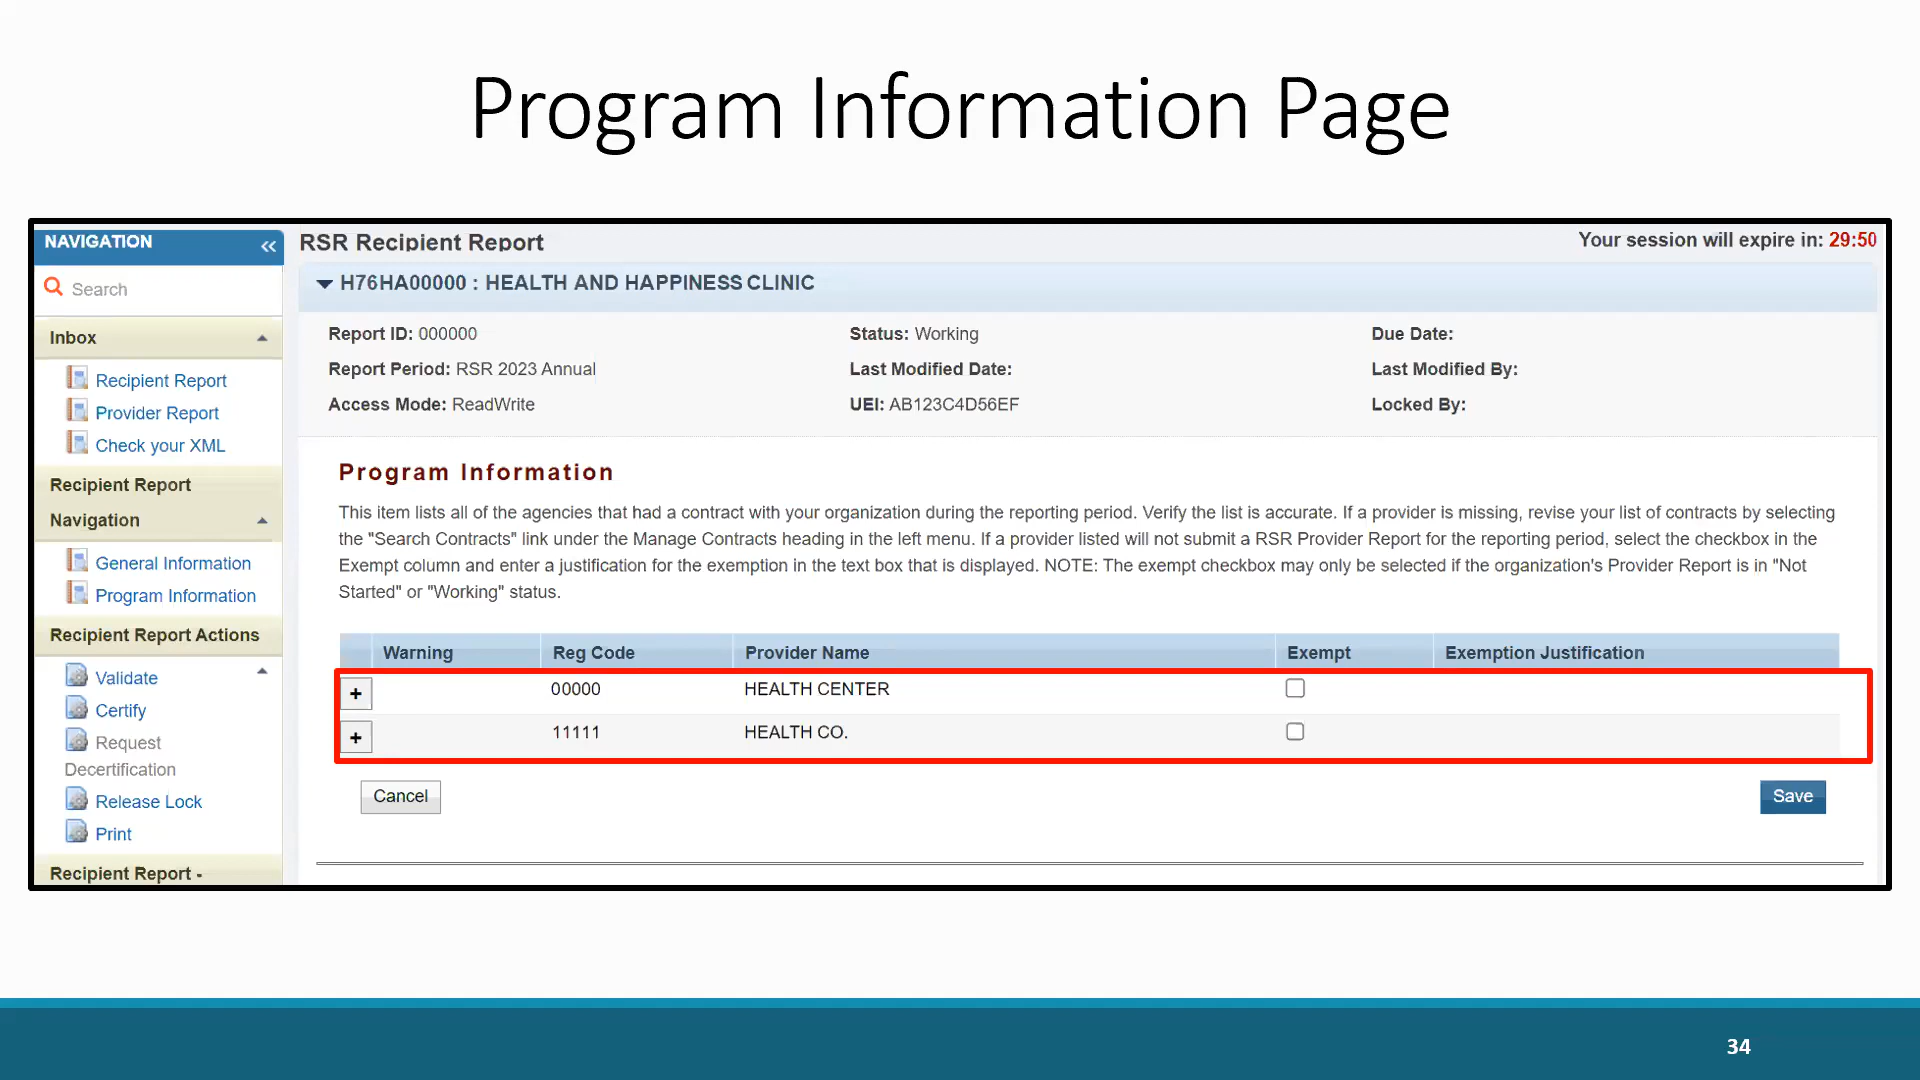 Program Information Page
NAVIGATION
«
Search
Inbox
Recipient Report
Provider Report
Check your XML
Recipient Report
Navigation
General Information
Program Information
Recipient Report Actions
Validate
Certify
Request
Decertification
Release Lock
Print
Recipient Report -
RSR Recipient Report
Your session will expire in: 29:50
H76HA00000 : HEALTH AND HAPPINESS CLINIC
Report ID: 000000 Status: Working Due Date:
Report Period: RSR 2023 Annual Last Modified Date: Last Modified By:
Access Mode: ReadWrite UEI: AB123C4D56EF Locked By:
Program Information
This item lists all of the agencies that had a contract with your organization during the reporting period. Verify the list is accurate. If a provider is missing, revise your list of contracts by selecting
the "Search Contracts" link under the Manage Contracts heading in the left menu. If a provider listed will not submit a RSR Provider Report for the reporting period, select the checkbox in the
Exempt column and enter a justification for the exemption in the text box that is displayed. NOTE: The exempt checkbox may only be selected if the organization's Provider Report is in "Not
Started" or "Working" status.
Warning Reg Code Provider Name Exempt Exemption Justification
+ 00000 HEALTH CENTER
+ 11111 HEALTH CO.
Cancel Save
34